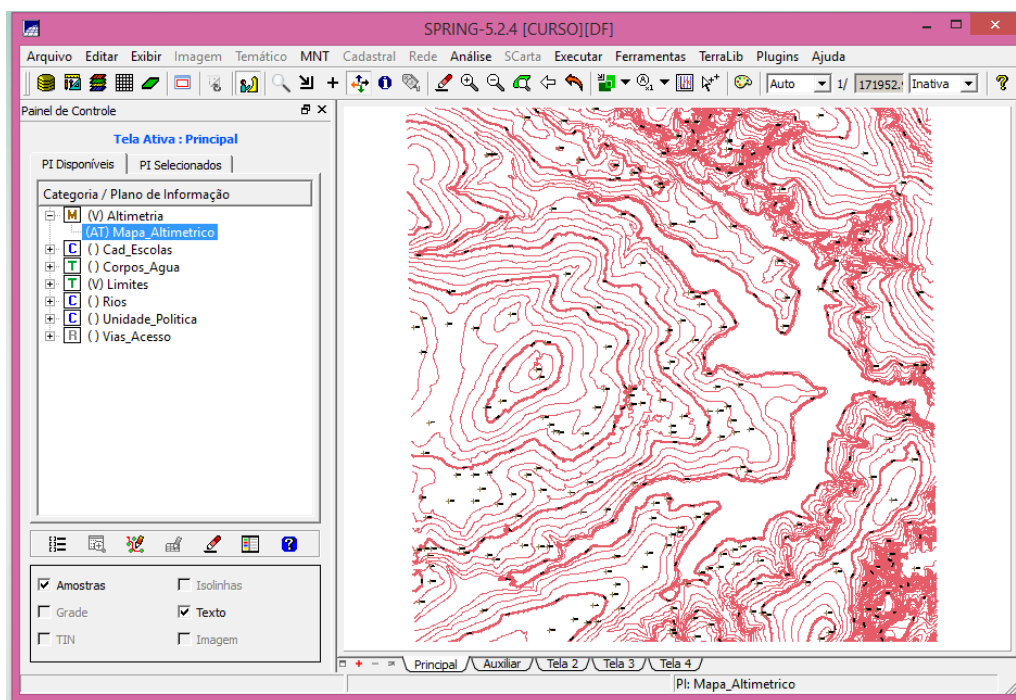 SPRING-5.2.4 [CURSO][DF]
Arquivo Editar Exibir Imagem Temático MNT Cadastral Rede Análise SCarta Executar Ferramentas TerraLib Plugins Ajuda
Auto 1/ 171952. Inativa
Painel de Controle
Tela Ativa : Principal
PI Disponíveis PI Selecionados
Categoria / Plano de Informação
M (V) Altimetria
(AT) Mapa_Altimetrico
C ( ) Cad_Escolas
T ( ) Corpos_Agua
T (V) Limites
C ( ) Rios
C ( ) Unidade_Politica
R ( ) Vias_Acesso
Amostras Isolinhas
Grade Texto
TIN Imagem
Principal Auxiliar Tela 2 Tela 3 Tela 4
PI: Mapa_Altimetrico